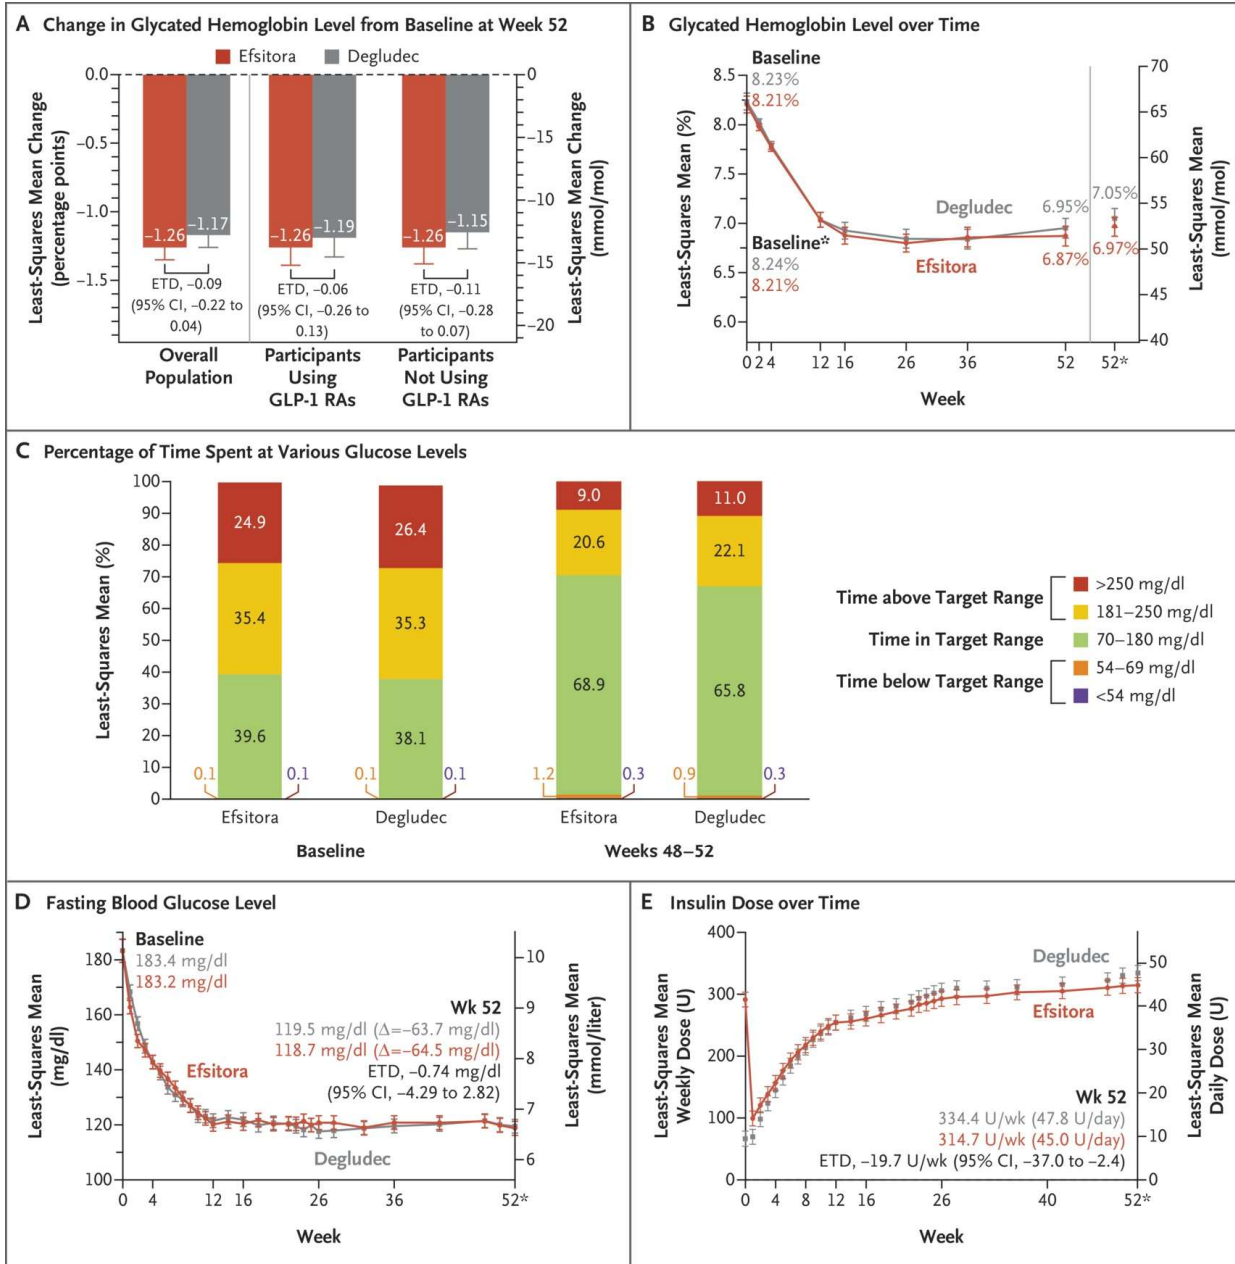 A Change in Glycated Hemoglobin Level from Baseline at Week 52
Efsitora Degludec
Least-Squares Mean Change
(percentage points)
0.0
−0.5
−1.0
−1.5
0
−5
−10
−15
−20
Least-Squares Mean Change
(mmol/mol)
−1.26 −1.17
−1.26 −1.19
−1.26 −1.15
ETD, −0.09
(95% CI, −0.22 to
0.04)
ETD, −0.06
(95% CI, −0.26 to
0.13)
ETD, −0.11
(95% CI, −0.28
to 0.07)
Overall
Population
Participants
Using
GLP-1 RAs
Participants
Not Using
GLP-1 RAs
B Glycated Hemoglobin Level over Time
Least-Squares Mean (%)
8.5
8.0
7.5
7.0
6.5
6.0
Baseline
8.23%
8.21%
Baseline*
8.24%
8.21%
Degludec
Efsitora
6.95%
6.87%
7.05%
6.97%
70
65
60
55
50
45
40
Least-Squares Mean
(mmol/mol)
0 2 4 12 16 26 36 52 52*
Week
C Percentage of Time Spent at Various Glucose Levels
Least-Squares Mean (%)
100
90
80
70
60
50
40
30
20
10
0
24.9
35.4
39.6
0.1 0.1
26.4
35.3
38.1
0.1 0.1
9.0
20.6
68.9
1.2 0.3
11.0
22.1
65.8
0.9 0.3
Efsitora Degludec Efsitora Degludec
Baseline Weeks 48–52
Time above Target Range
>250 mg/dl
181–250 mg/dl
Time in Target Range 70–180 mg/dl
Time below Target Range
54–69 mg/dl
<54 mg/dl
D Fasting Blood Glucose Level
Least-Squares Mean
(mg/dl)
180
160
140
120
100
Baseline
183.4 mg/dl
183.2 mg/dl
Wk 52
119.5 mg/dl (Δ=−63.7 mg/dl)
118.7 mg/dl (Δ=−64.5 mg/dl)
ETD, −0.74 mg/dl
(95% CI, −4.29 to 2.82)
Efsitora
Degludec
10
9
8
7
6
Least-Squares Mean
(mmol/liter)
0 4 12 16 26 36 52*
Week
E Insulin Dose over Time
Least-Squares Mean
Weekly Dose (U)
400
300
200
100
0
Degludec
Efsitora
Wk 52
334.4 U/wk (47.8 U/day)
314.7 U/wk (45.0 U/day)
ETD, −19.7 U/wk (95% CI, −37.0 to −2.4)
50
40
30
20
10
0
Least-Squares Mean
Daily Dose (U)
0 4 8 12 16 26 40 52*
Week